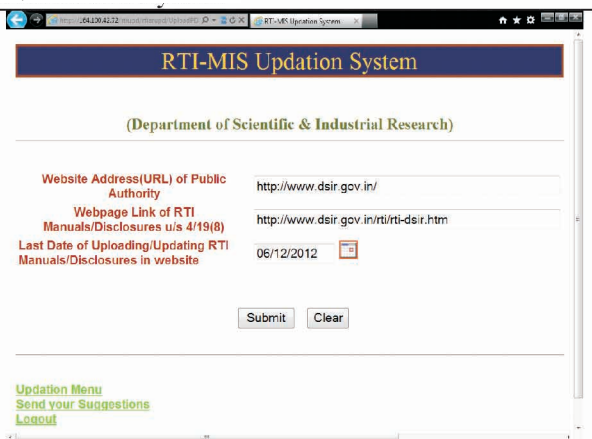 RTI-MIS Updation System
RTI-MIS Updation System
(Department of Scientific & Industrial Research)
Website Address(URL) of Public
Authority
http://www.dsir.gov.in/
Webpage Link of RTI
Manuals/Disclosures u/s 4/19(8)
http://www.dsir.gov.in/rti/rti-dsir.htm
Last Date of Uploading/Updating RTI
Manuals/Disclosures in website
06/12/2012
Submit Clear
Updation Menu
Send your Suggestions
Logout